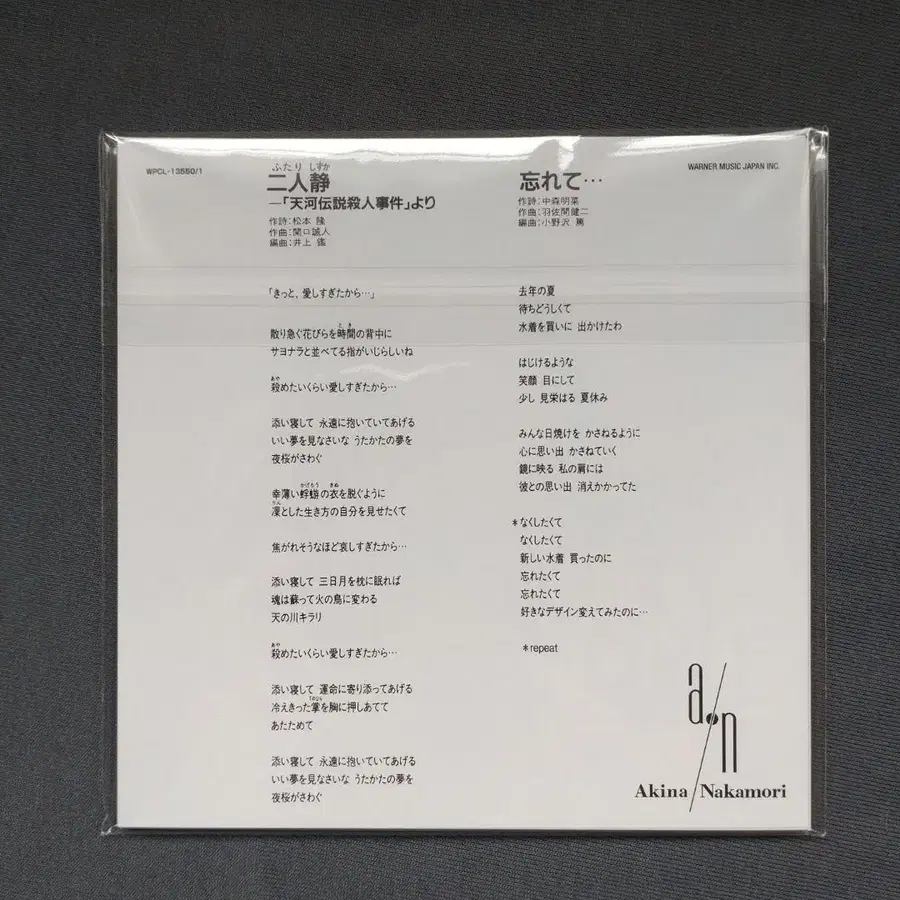 WPCL-13550/1
WARNER MUSIC JAPAN INC.
ふたり しずか
二人静
―「天河伝説殺人事件」より
作詩:松本 隆
作曲:関口誠人
編曲:井上 鑑
「きっと、愛しすぎたから…」
とき
散り急ぐ花びらを時間の背中に
サヨナラと並べてる指がいじらしいね
あや
殺めたいくらい愛しすぎたから…
添い寝して 永遠に抱いていてあげる
いい夢を見なさいな うたかたの夢を
夜桜がさわぐ
かげろう きぬ
幸薄い蜉蝣の衣を脱ぐように
りん
凜とした生き方の自分を見せたくて
焦がれそうなほど哀しすぎたから…
添い寝して 三日月を枕に眠れば
魂は蘇って火の鳥に変わる
天の川キラリ
あや
殺めたいくらい愛しすぎたから…
添い寝して 運命に寄り添ってあげる
てのひら
冷えきった掌を胸に押しあてて
あたためて
添い寝して 永遠に抱いていてあげる
いい夢を見なさいな うたかたの夢を
夜桜がさわぐ
忘れて…
作詩:中森明菜
作曲:羽佐間健二
編曲:小野沢 篤
去年の夏
待ちどうしくて
水着を買いに 出かけたわ
はじけるような
笑顔 目にして
少し 見栄はる 夏休み
みんな日焼けを かさねるように
心に思い出 かさねていく
鏡に映る 私の肩には
彼との思い出 消えかかってた
*なくしたくて
なくしたくて
新しい水着 買ったのに
忘れたくて
忘れたくて
好きなデザイン変えてみたのに…
*repeat
a.n
Akina Nakamori